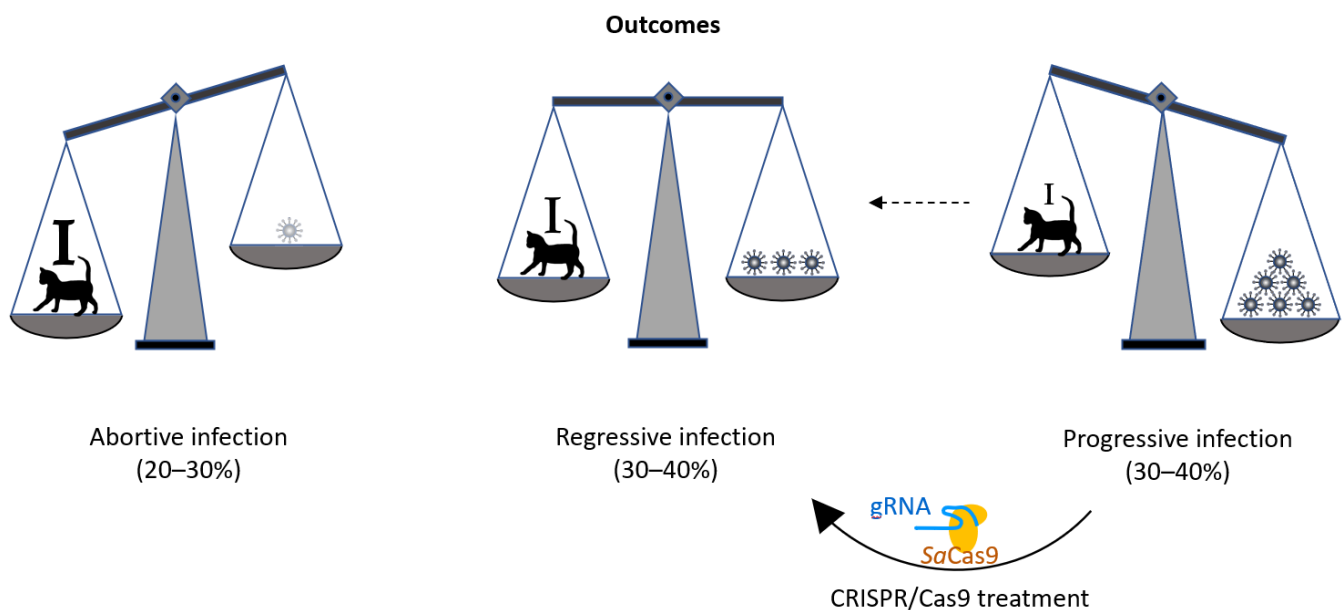 Outcomes
I
I
I
Abortive infection
(20–30%)
Regressive infection
(30–40%)
Progressive infection
(30–40%)
gRNA
SaCas9
CRISPR/Cas9 treatment